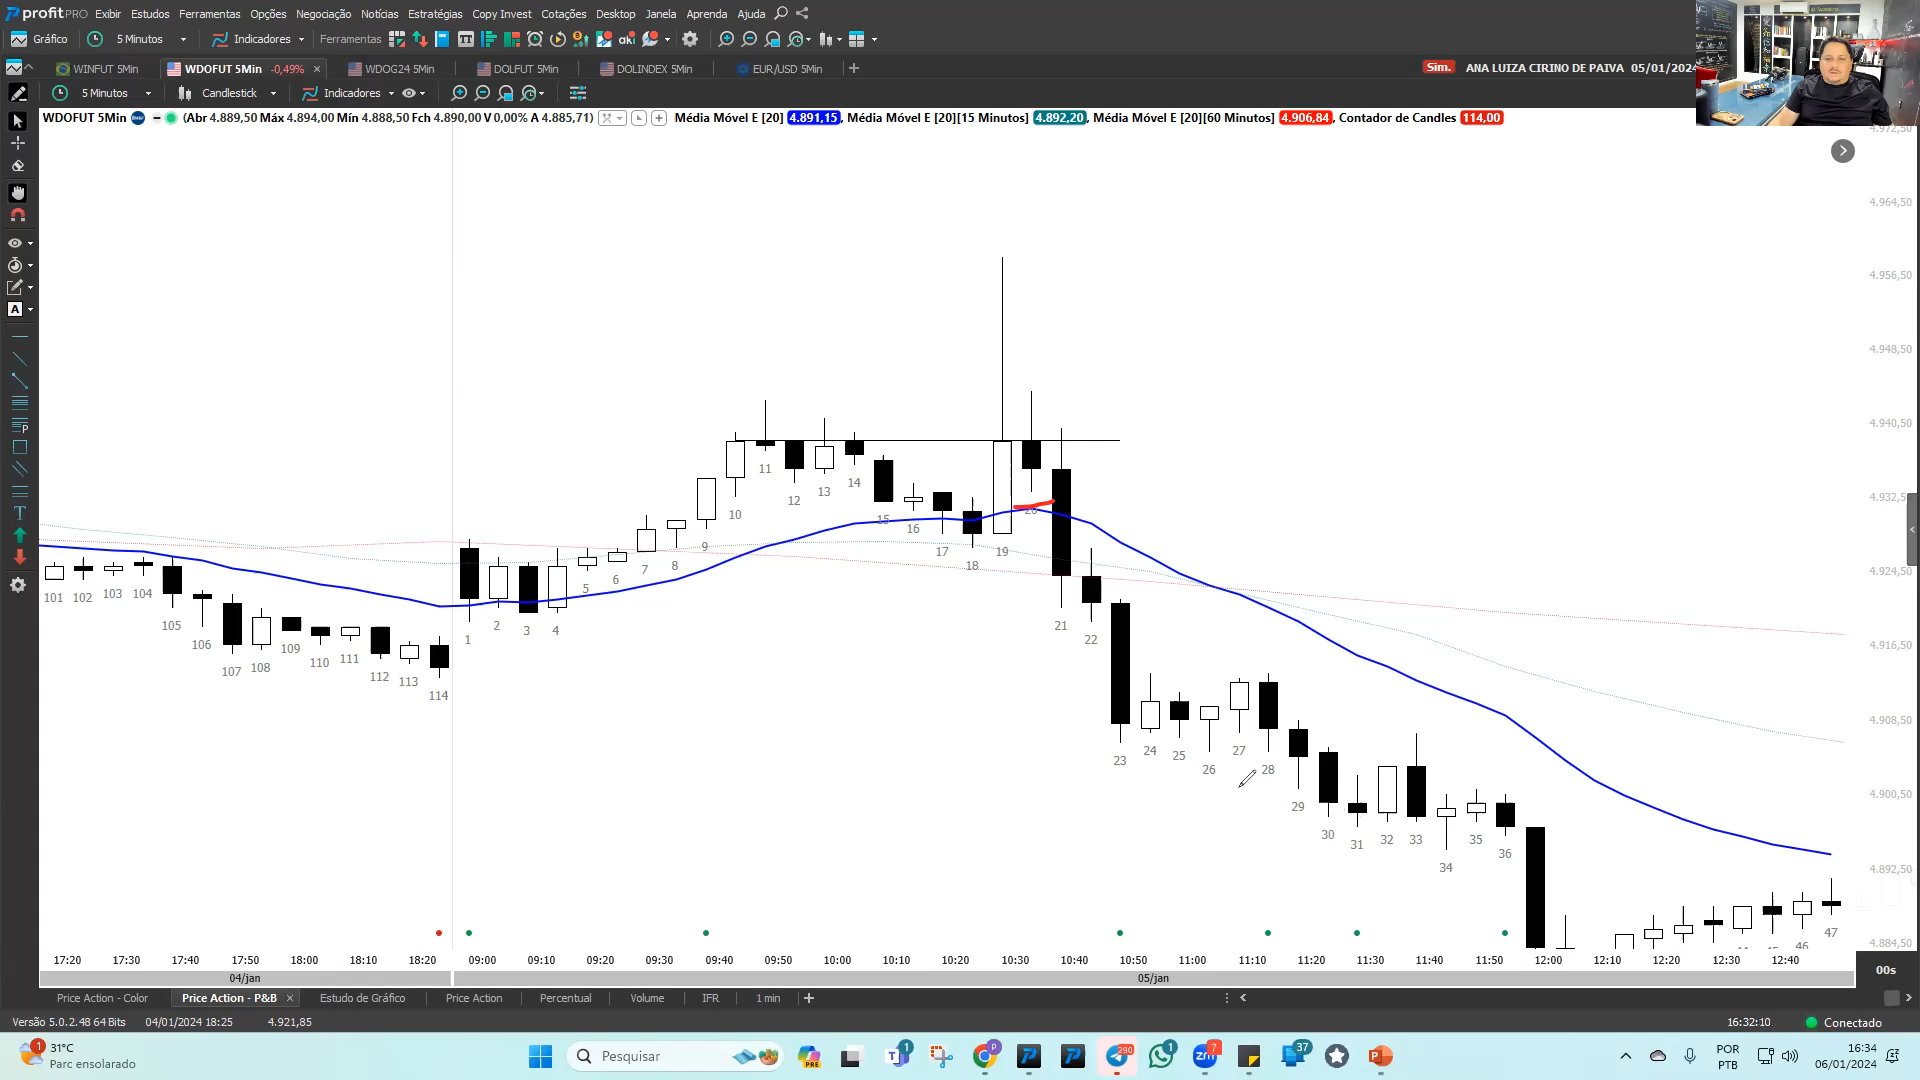 profitPRO Exibir Estudos Ferramentas Opções Negociação Notícias Estratégias Copy Invest Cotações Desktop Janela Aprenda Ajuda
Gráfico 5 Minutos Indicadores Ferramentas
WINFUT 5Min WDOFUT 5Min -0,49% × WDOG24 5Min DOLFUT 5Min DOLINDEX 5Min EUR/USD 5Min +
Sim. ANA LUIZA CIRINO DE PAIVA 05/01/2024
5 Minutos Candlestick Indicadores
WDOFUT 5Min (Abr 4.889,50 Máx 4.894,00 Mín 4.888,50 Fch 4.890,00 V 0,00% A 4.885,71) Média Móvel E [20] 4.891,15, Média Móvel E [20][15 Minutos] 4.892,20, Média Móvel E [20][60 Minutos] 4.906,84, Contador de Candles 114,00
4.972,50
4.964,50
4.956,50
4.948,50
4.940,50
4.932,50
4.924,50
4.916,50
4.908,50
4.900,50
4.892,50
4.884,50
101 102 103 104 105 106 107 108 109 110 111 112 113 114
1 2 3 4 5 6 7 8 9 10 11 12 13 14 15 16 17 18 19 20 21 22 23 24 25 26 27 28 29 30 31 32 33 34 35 36 46 47
17:20 17:30 17:40 17:50 18:00 18:10 18:20 09:00 09:10 09:20 09:30 09:40 09:50 10:00 10:10 10:20 10:30 10:40 10:50 11:00 11:10 11:20 11:30 11:40 11:50 12:00 12:10 12:20 12:30 12:40
04/jan 05/jan
00s
Price Action - Color Price Action - P&B × Estudo de Gráfico Price Action Percentual Volume IFR 1 min +
Versão 5.0.2.48 64 Bits 04/01/2024 18:25 4.921,85 16:32:10 Conectado
31°C
Parc ensolarado
Pesquisar
POR
PTB
16:34
06/01/2024